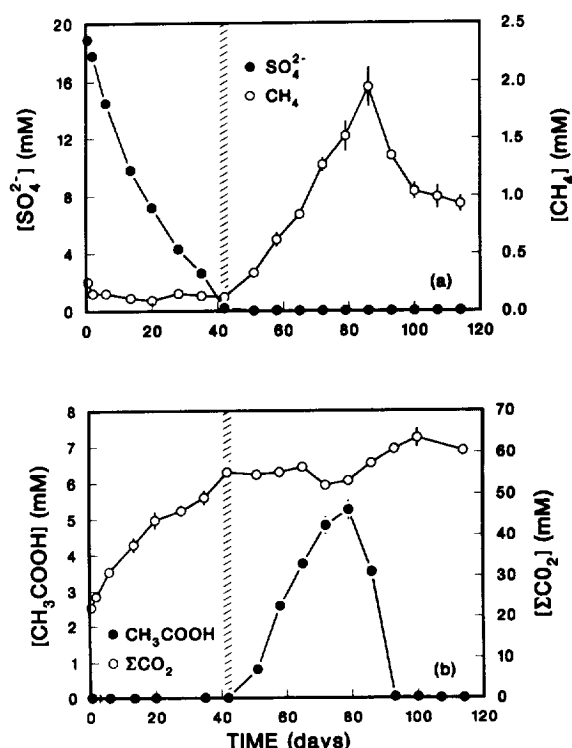 20
16
12
8
4
0
[SO₄²⁻] (mM)
● SO₄²⁻
○ CH₄
2.5
2.0
1.5
1.0
0.5
0.0
[CH₄] (mM)
(a)
0 20 40 60 80 100 120
8
7
6
5
4
3
2
1
0
[CH₃COOH] (mM)
● CH₃COOH
○ ΣCO₂
70
60
50
40
30
20
10
0
[ΣCO₂] (mM)
(b)
0 20 40 60 80 100 120
TIME (days)